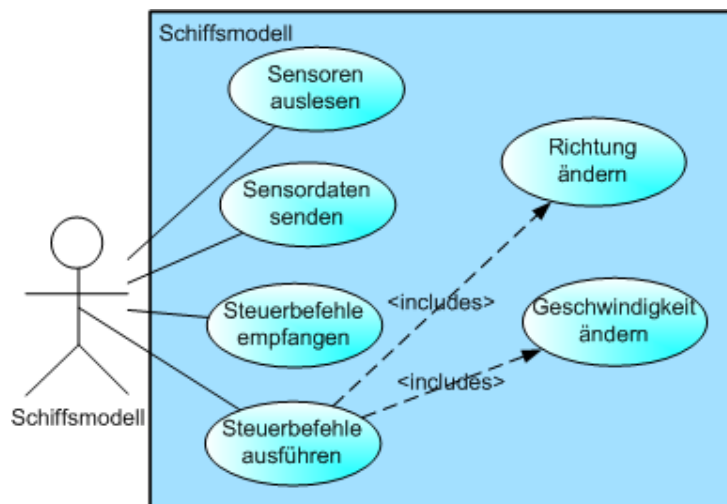 Schiffsmodell
Sensoren
auslesen
Richtung
ändern
Sensordaten
senden
<includes>
Steuerbefehle
empfangen
Geschwindigkeit
ändern
<includes>
Schiffsmodell
Steuerbefehle
ausführen